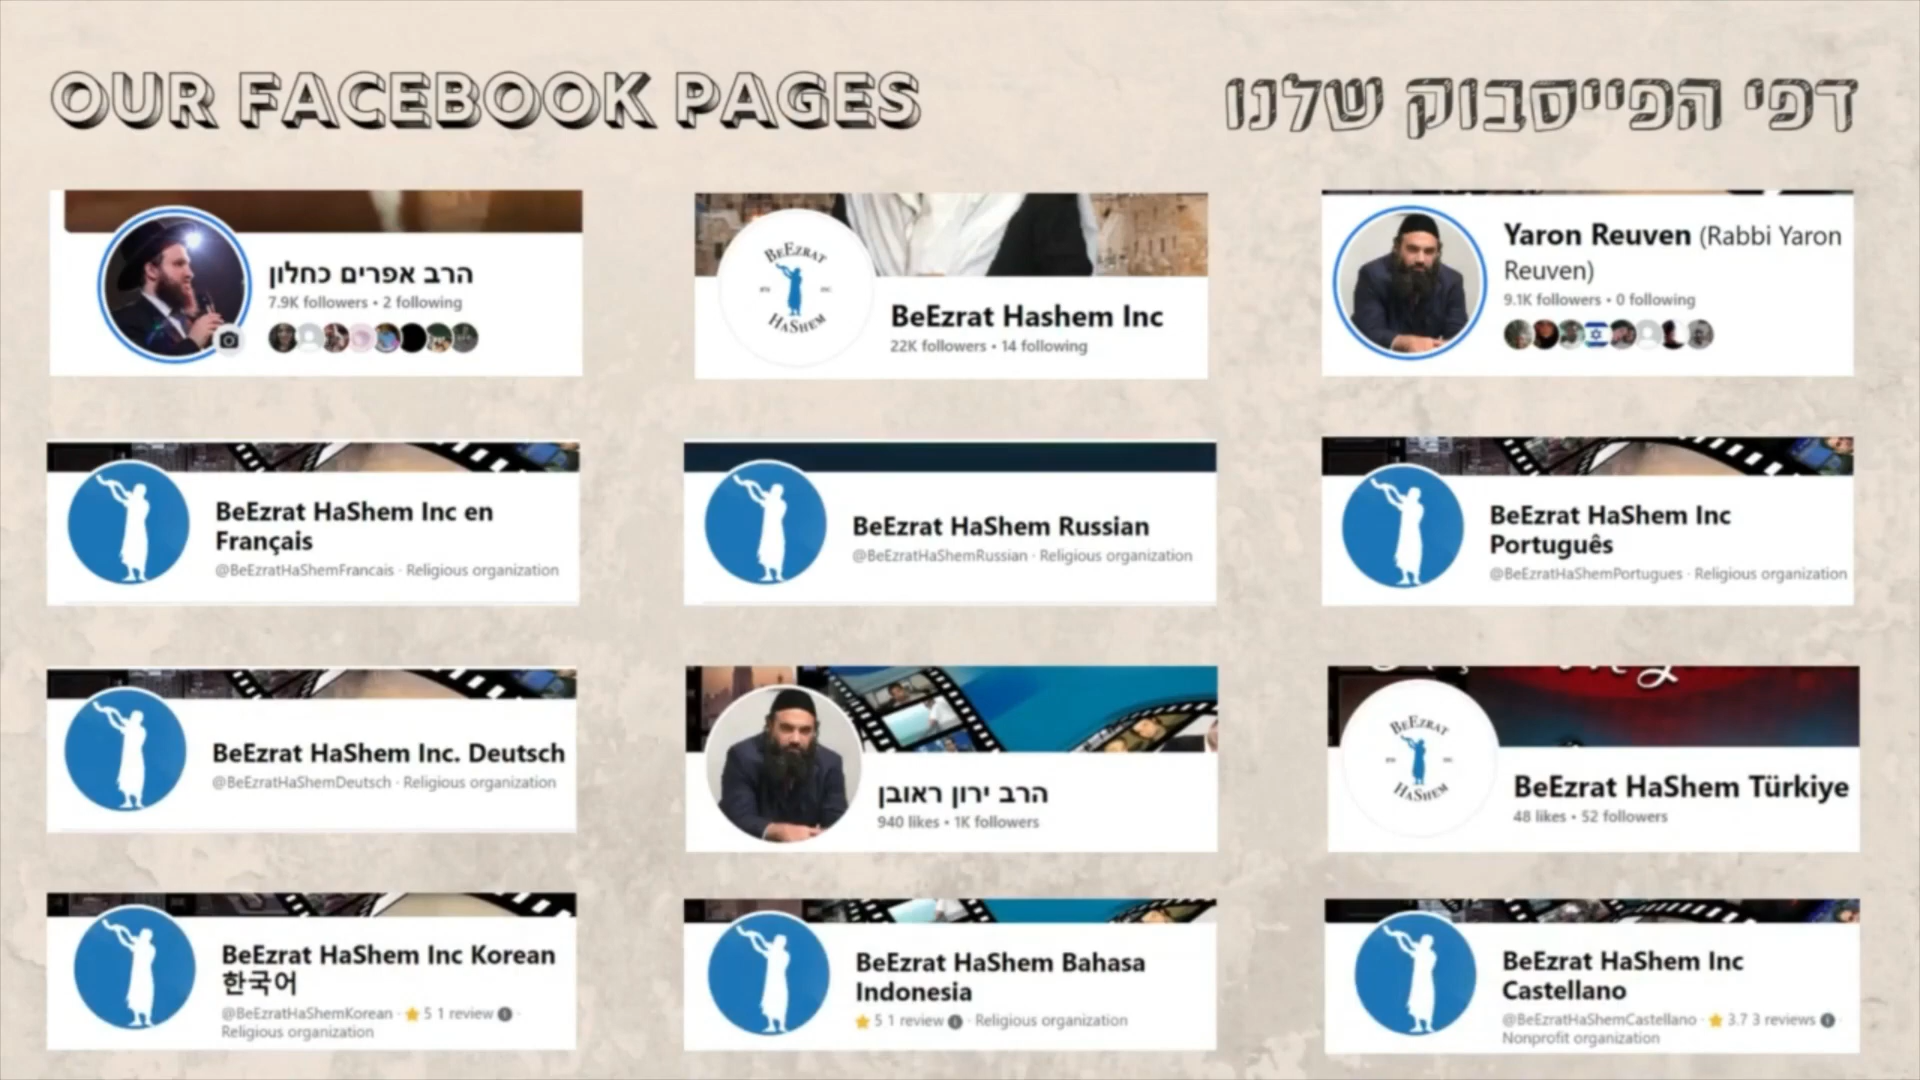 OUR FACEBOOK PAGES
דפי הפייסבוק שלנו
הרב אפרים כחלון
7.9K followers • 2 following
BEEZRAT
HASHEM
INC.
BeEzrat Hashem Inc
22K followers • 14 following
Yaron Reuven (Rabbi Yaron
Reuven)
9.1K followers • 0 following
BeEzrat HaShem Inc en
Français
@BeEzratHaShemFrancais · Religious organization
BeEzrat HaShem Russian
@BeEzratHaShemRussian · Religious organization
BeEzrat HaShem Inc
Português
@BeEzratHaShemPortugues · Religious organization
BeEzrat HaShem Inc. Deutsch
@BeEzratHaShemDeutsch · Religious organization
הרב ירון ראובן
940 likes • 1K followers
BEEZRAT
HASHEM
BeEzrat HaShem Türkiye
48 likes • 52 followers
BeEzrat HaShem Inc Korean
한국어
@BeEzratHaShemKorean · 5 1 review ·
Religious organization
BeEzrat HaShem Bahasa
Indonesia
5 1 review · Religious organization
BeEzrat HaShem Inc
Castellano
@BeEzratHaShemCastellano · 3.7 3 reviews ·
Nonprofit organization